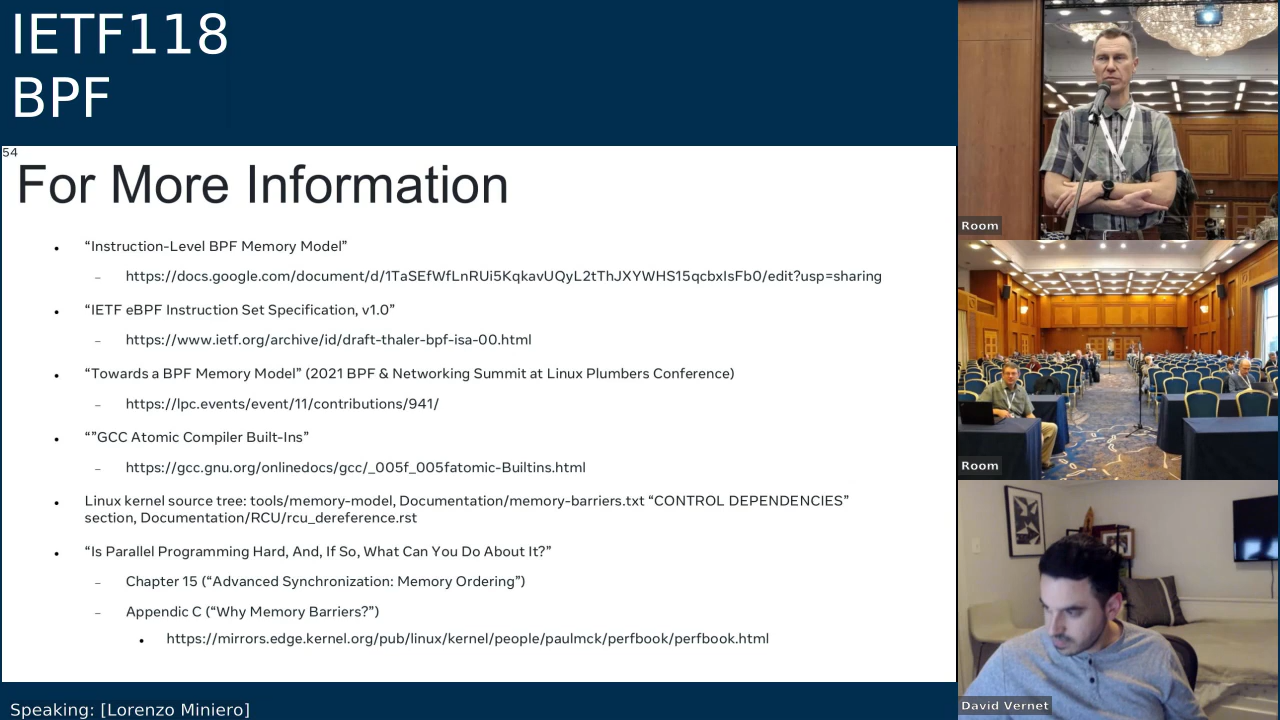 IETF118
BPF
54
For More Information
• “Instruction-Level BPF Memory Model”
– https://docs.google.com/document/d/1TaSEfWfLnRUi5KqkavUQyL2tThJXYWHS15qcbxIsFb0/edit?usp=sharing
• “IETF eBPF Instruction Set Specification, v1.0”
– https://www.ietf.org/archive/id/draft-thaler-bpf-isa-00.html
• “Towards a BPF Memory Model” (2021 BPF & Networking Summit at Linux Plumbers Conference)
– https://lpc.events/event/11/contributions/941/
• “”GCC Atomic Compiler Built-Ins”
– https://gcc.gnu.org/onlinedocs/gcc/_005f_005fatomic-Builtins.html
• Linux kernel source tree: tools/memory-model, Documentation/memory-barriers.txt “CONTROL DEPENDENCIES”
section, Documentation/RCU/rcu_dereference.rst
• “Is Parallel Programming Hard, And, If So, What Can You Do About It?”
– Chapter 15 (“Advanced Synchronization: Memory Ordering”)
– Appendix C (“Why Memory Barriers?”)
• https://mirrors.edge.kernel.org/pub/linux/kernel/people/paulmck/perfbook/perfbook.html
Speaking: [Lorenzo Miniero]
Room
Room
David Vernet